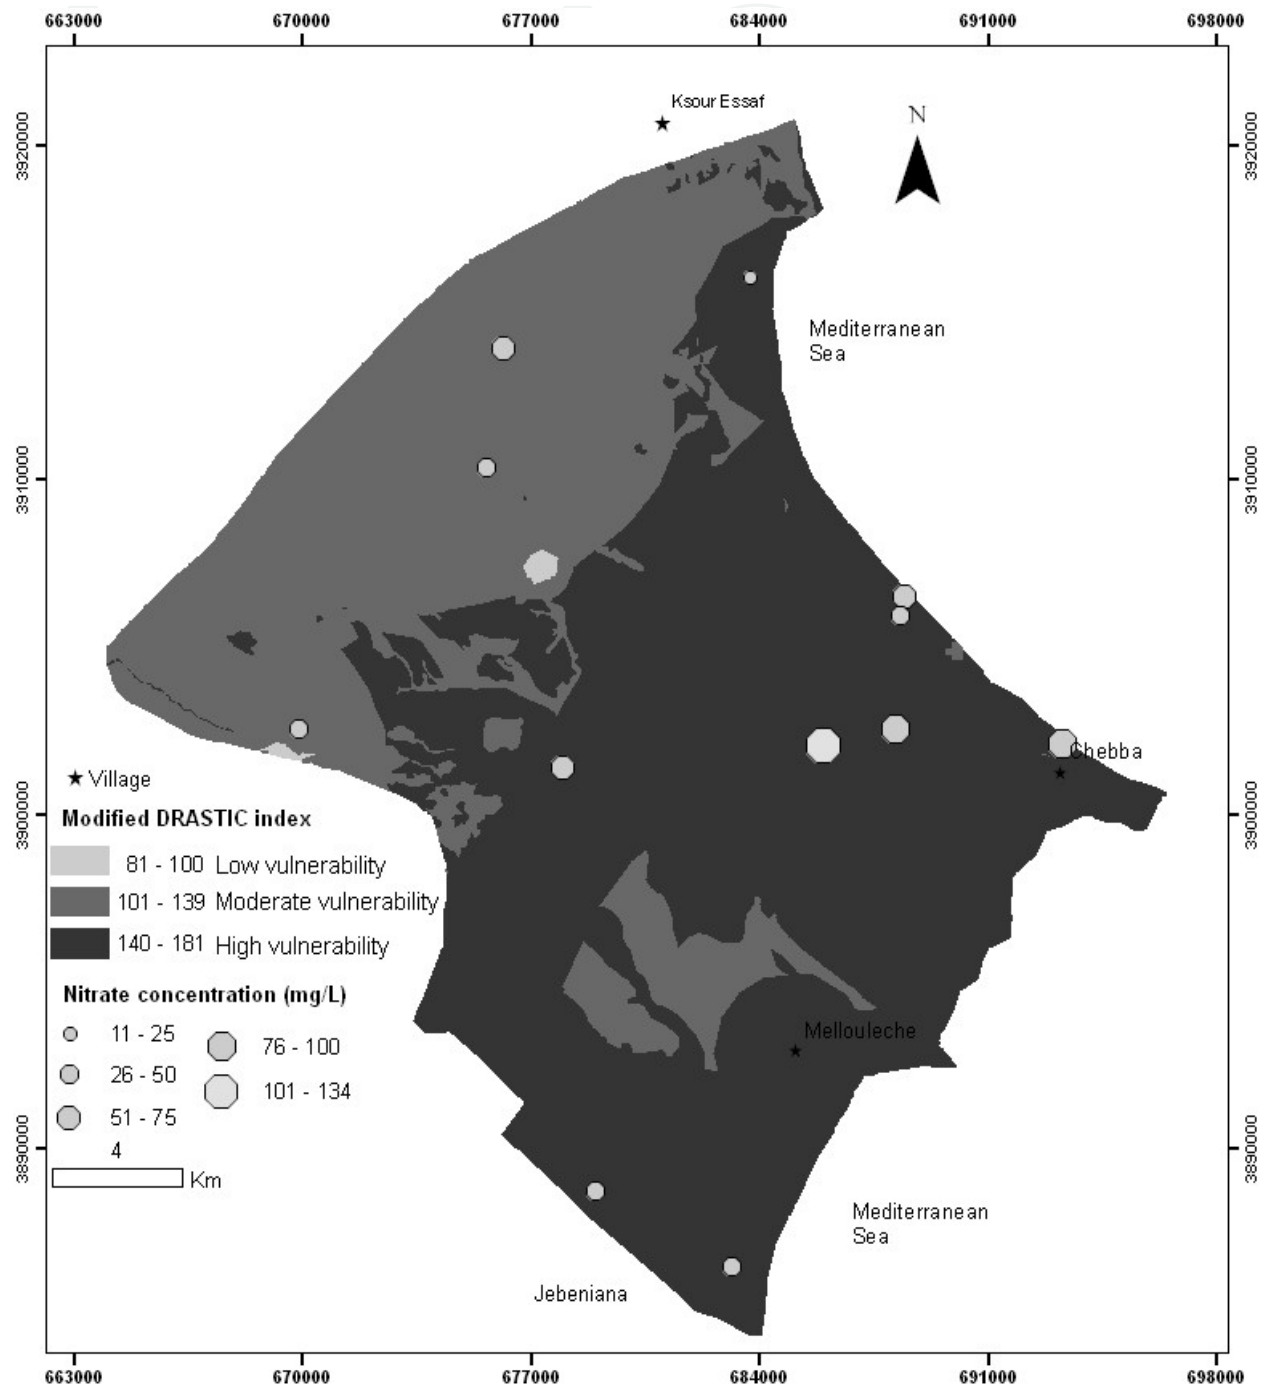 663000 670000 677000 684000 691000 698000
Ksour Essaf
N
3920000 3920000
Mediterranean
Sea
3910000 3910000
Chebba
★ Village
Modified DRASTIC index
3900000 3900000
81 - 100 Low vulnerability
101 - 139 Moderate vulnerability
140 - 181 High vulnerability
Nitrate concentration (mg/L)
11 - 25
26 - 50
51 - 75
76 - 100
101 - 134
Mellouleche
4
Km
3890000 3890000
Mediterranean
Sea
Jebeniana
663000 670000 677000 684000 691000 698000